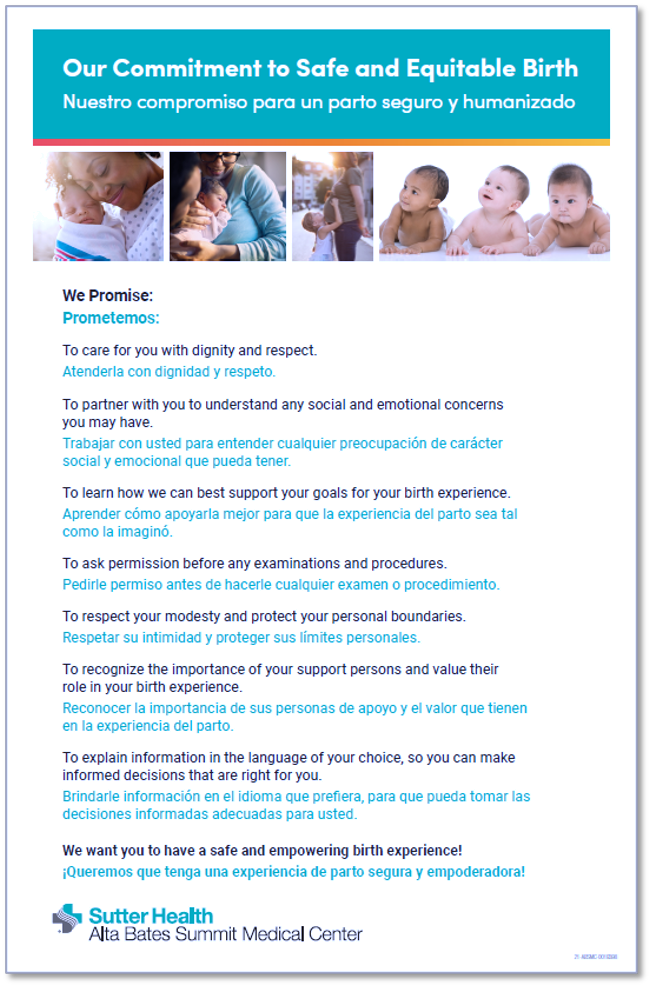 Our Commitment to Safe and Equitable Birth
Nuestro compromiso para un parto seguro y humanizado
We Promise:
Prometemos:
To care for you with dignity and respect.
Atenderla con dignidad y respeto.
To partner with you to understand any social and emotional concerns
you may have.
Trabajar con usted para entender cualquier preocupación de carácter
social y emocional que pueda tener.
To learn how we can best support your goals for your birth experience.
Aprender cómo apoyarla mejor para que la experiencia del parto sea tal
como la imaginó.
To ask permission before any examinations and procedures.
Pedirle permiso antes de hacerle cualquier examen o procedimiento.
To respect your modesty and protect your personal boundaries.
Respetar su intimidad y proteger sus límites personales.
To recognize the importance of your support persons and value their
role in your birth experience.
Reconocer la importancia de sus personas de apoyo y el valor que tienen
en la experiencia del parto.
To explain information in the language of your choice, so you can make
informed decisions that are right for you.
Brindarle información en el idioma que prefiera, para que pueda tomar las
decisiones informadas adecuadas para usted.
We want you to have a safe and empowering birth experience!
¡Queremos que tenga una experiencia de parto segura y empoderadora!
Sutter Health
Alta Bates Summit Medical Center